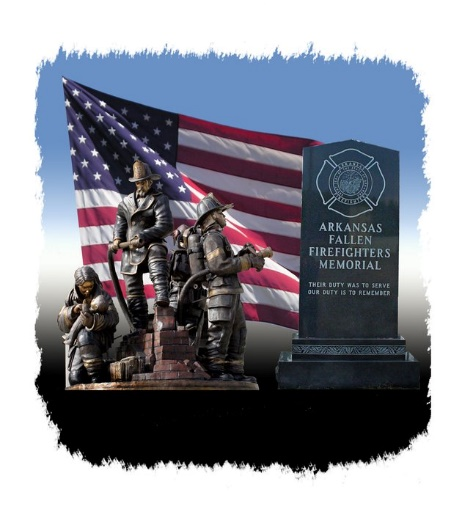 ARKANSAS
FALLEN
FIREFIGHTERS
MEMORIAL
THEIR DUTY WAS TO SERVE
OUR DUTY IS TO REMEMBER